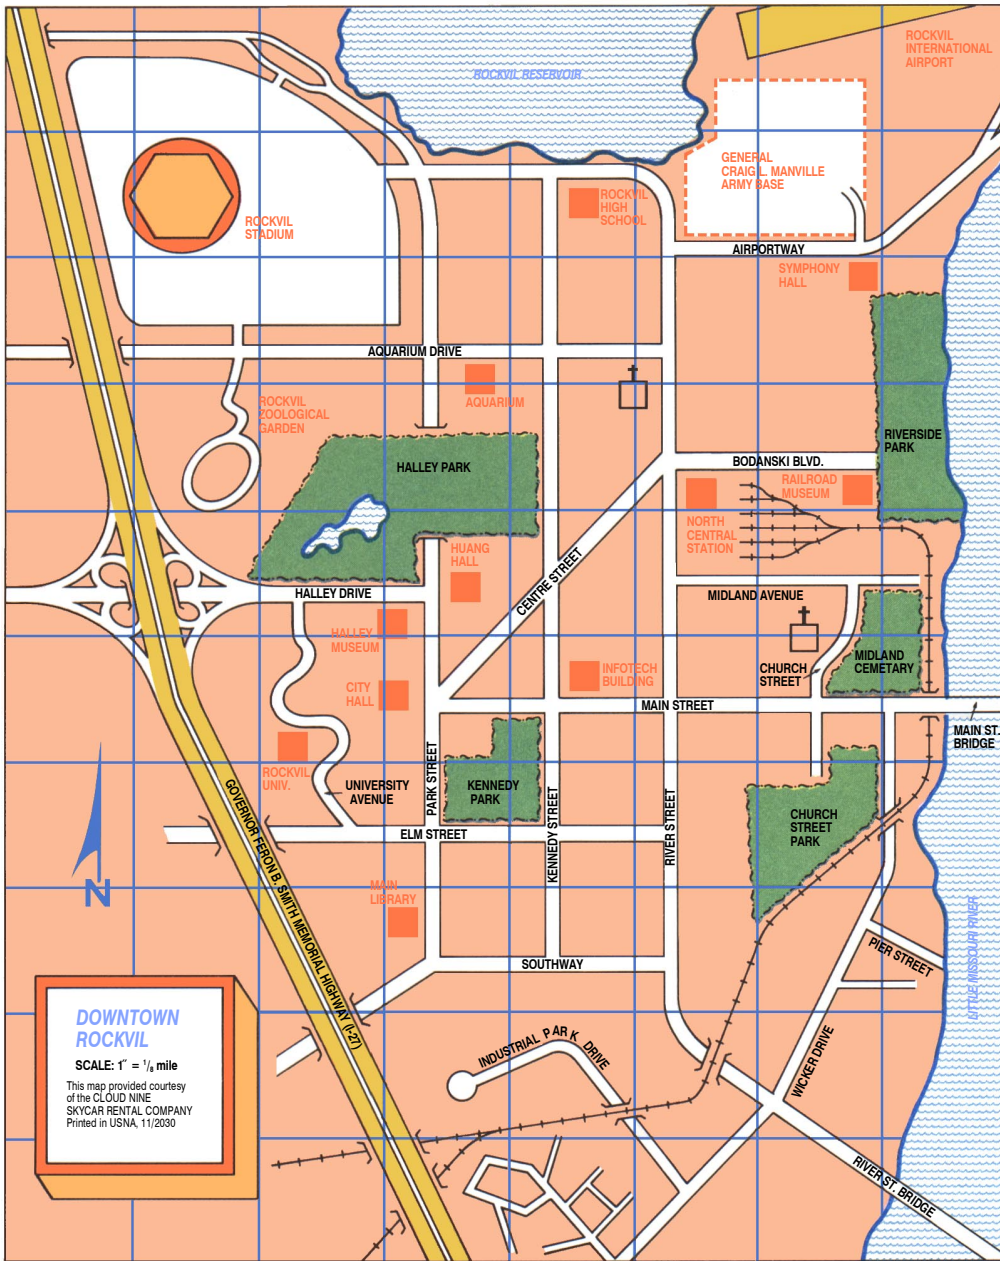 ROCKVIL
INTERNATIONAL
AIRPORT
ROCKVIL RESERVOIR
GENERAL
CRAIG L. MANVILLE
ARMY BASE
ROCKVIL
HIGH
SCHOOL
ROCKVIL
STADIUM
AIRPORTWAY
SYMPHONY
HALL
AQUARIUM DRIVE
AQUARIUM
ROCKVIL
ZOOLOGICAL
GARDEN
RIVERSIDE
PARK
HALLEY PARK
BODANSKI BLVD.
RAILROAD
MUSEUM
NORTH
CENTRAL
STATION
HUANG
HALL
CENTRE STREET
HALLEY DRIVE
MIDLAND AVENUE
HALLEY
MUSEUM
MIDLAND
CEMETARY
CHURCH
STREET
INFOTECH
BUILDING
CITY
HALL
MAIN STREET
MAIN ST.
BRIDGE
ROCKVIL
UNIV.
UNIVERSITY
AVENUE
PARK STREET
KENNEDY
PARK
KENNEDY STREET
RIVER STREET
CHURCH
STREET
PARK
ELM STREET
GOVERNOR FERON B. SMITH MEMORIAL HIGHWAY (I-27)
N
MAIN
LIBRARY
SOUTHWAY
PIER STREET
LITTLE MISSOURI RIVER
INDUSTRIAL PARK DRIVE
WICKER DRIVE
RIVER ST. BRIDGE
DOWNTOWN
ROCKVIL
SCALE: 1″ = 1/8 mile
This map provided courtesy
of the CLOUD NINE
SKYCAR RENTAL COMPANY
Printed in USNA, 11/2030